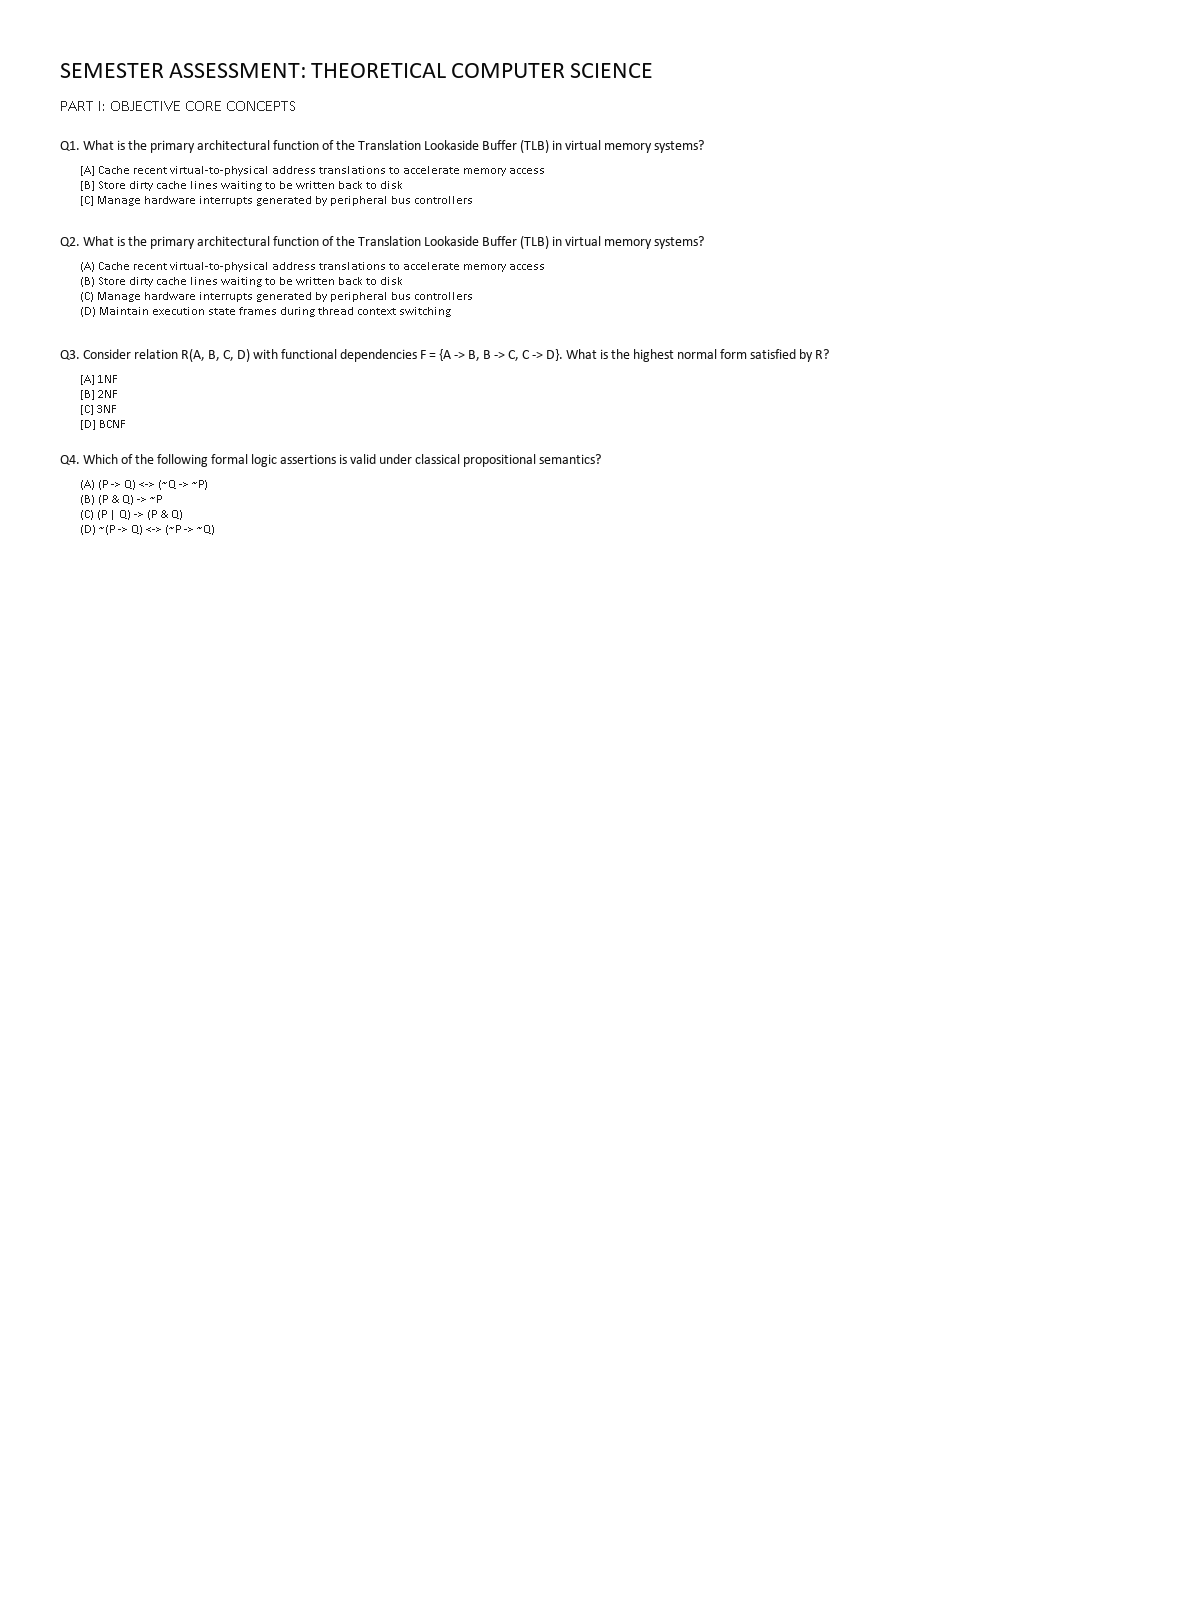 SEMESTER ASSESSMENT: THEORETICAL COMPUTER SCIENCE
PART I: OBJECTIVE CORE CONCEPTS
Q1. What is the primary architectural function of the Translation Lookaside Buffer (TLB) in virtual memory systems?
[A] Cache recent virtual-to-physical address translations to accelerate memory access
[B] Store dirty cache lines waiting to be written back to disk
[C] Manage hardware interrupts generated by peripheral bus controllers
Q2. What is the primary architectural function of the Translation Lookaside Buffer (TLB) in virtual memory systems?
(A) Cache recent virtual-to-physical address translations to accelerate memory access
(B) Store dirty cache lines waiting to be written back to disk
(C) Manage hardware interrupts generated by peripheral bus controllers
(D) Maintain execution state frames during thread context switching
Q3. Consider relation R(A, B, C, D) with functional dependencies F = {A -> B, B -> C, C -> D}. What is the highest normal form satisfied by R?
[A] 1NF
[B] 2NF
[C] 3NF
[D] BCNF
Q4. Which of the following formal logic assertions is valid under classical propositional semantics?
(A) (P -> Q) <-> (~Q -> ~P)
(B) (P & Q) -> ~P
(C) (P | Q) -> (P & Q)
(D) ~(P -> Q) <-> (~P -> ~Q)